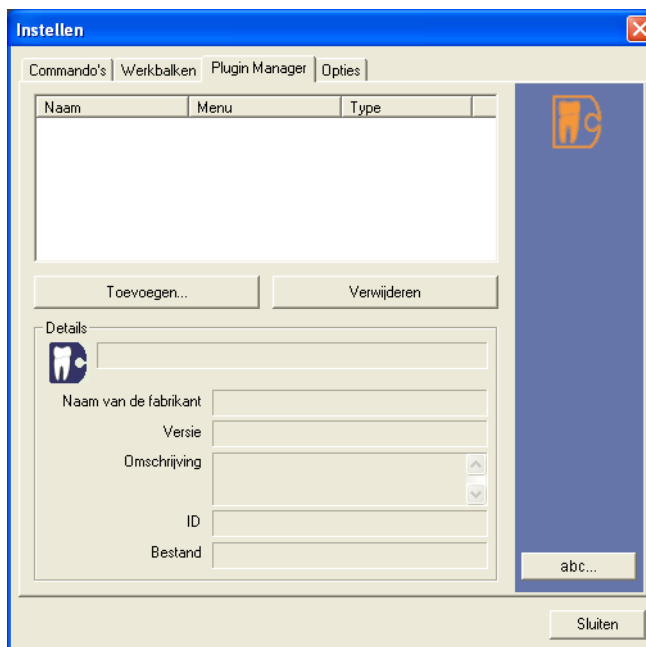 Instellen
Commando's Werkbalken Plugin Manager Opties
Naam Menu Type
Toevoegen... Verwijderen
Details
Naam van de fabrikant
Versie
Omschrijving
ID
Bestand
abc...
Sluiten